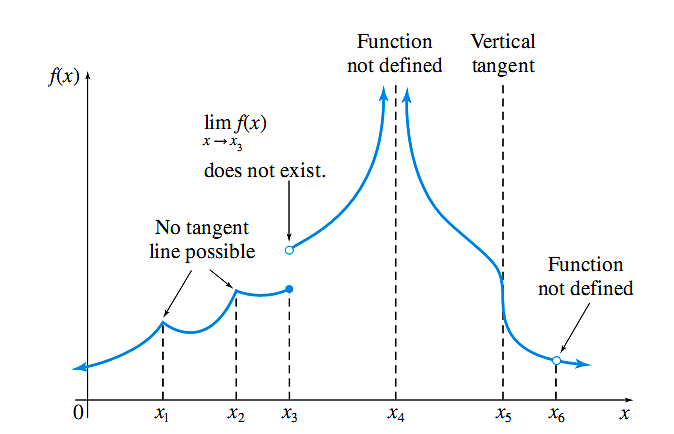 Function
not defined
Vertical
tangent
f(x)
lim f(x)
x→x₃
does not exist.
No tangent
line possible
Function
not defined
0
x₁
x₂
x₃
x₄
x₅
x₆
x